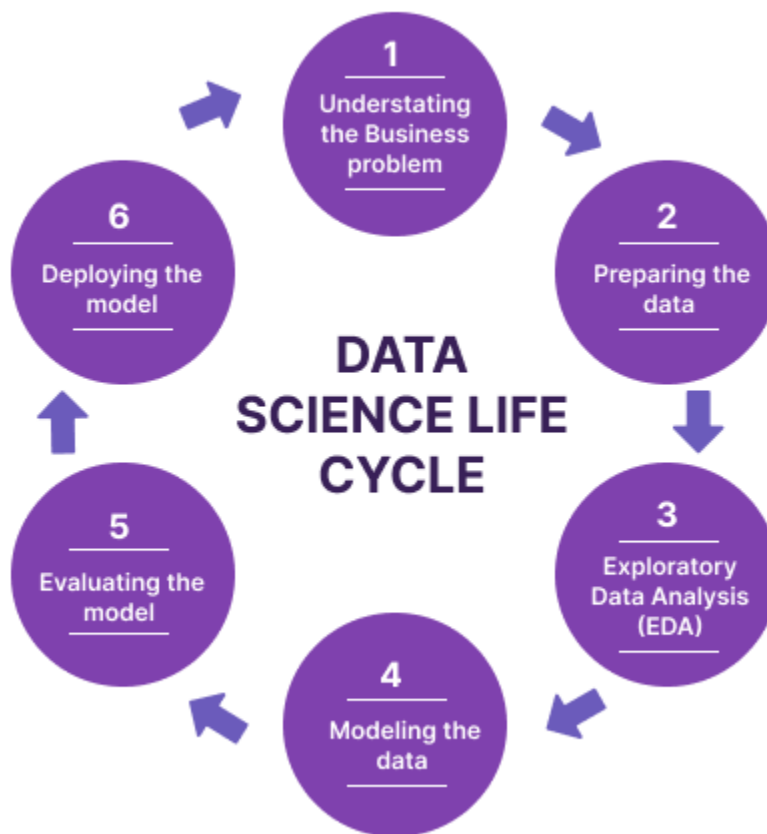 1
Understating
the Business
problem
2
Preparing the
data
3
Exploratory
Data Analysis
(EDA)
4
Modeling the
data
5
Evaluating the
model
6
Deploying the
model
DATA
SCIENCE LIFE
CYCLE